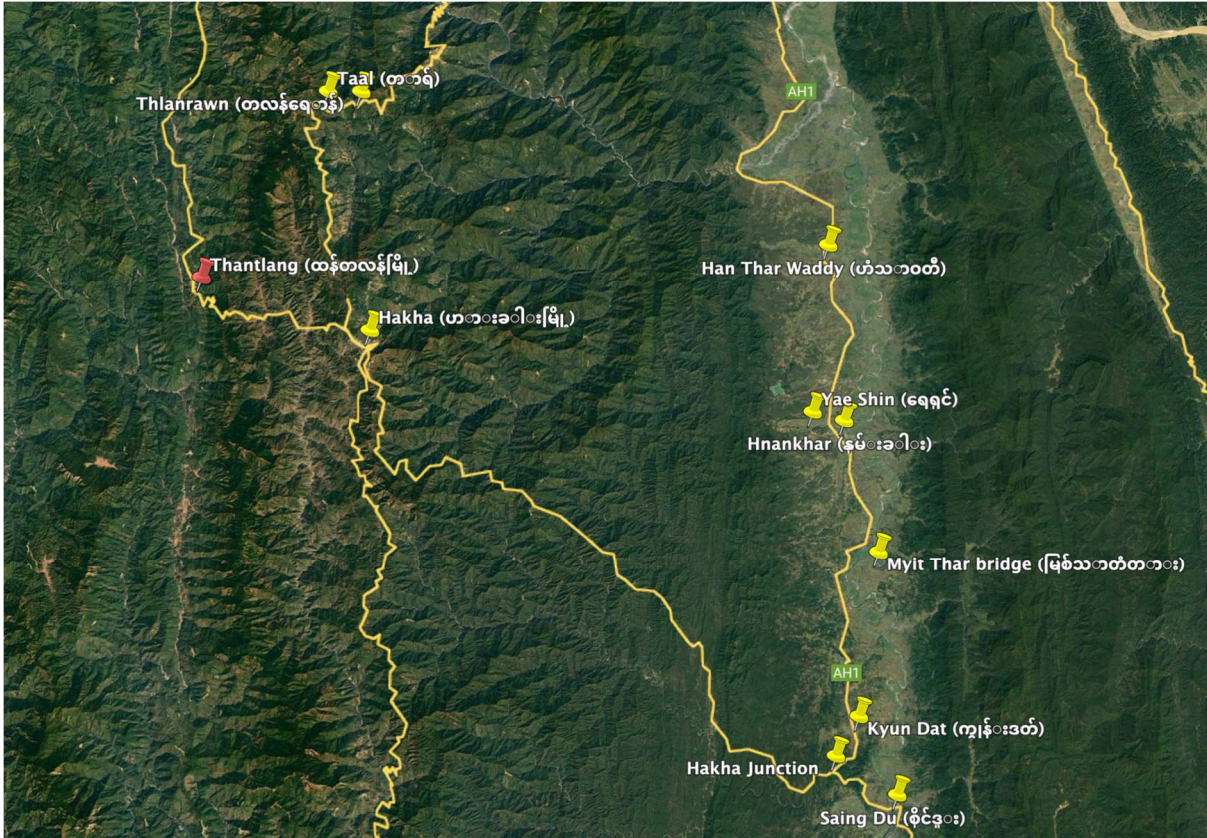 Taal (တာရ်)
Thlanrawn (တလန်ရောန်)
AH1
Thantlang (ထန်တလန်မြို့)
Han Thar Waddy (ဟံသာဝတီ)
Hakha (ဟားခါးမြို့)
Yae Shin (ရေရှင်)
Hnankhar (နမ်းခါး)
Myit Thar bridge (မြစ်သာတံတား)
AH1
Kyun Dat (ကျွန်းဒတ်)
Hakha Junction
Saing Du (စိုင်ဒူး)